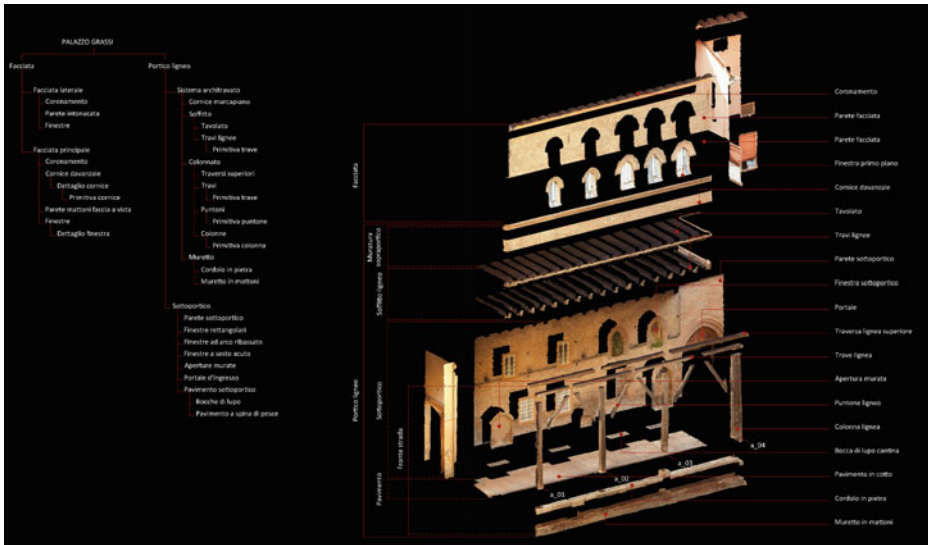 PALAZZO GRASSI
Facciata
Facciata laterale
Coronamento
Parete intonacata
Finestre
Facciata principale
Coronamento
Cornice davanzale
Dettaglio cornice
Primitiva cornice
Parete mattoni faccia a vista
Finestre
Dettaglio finestra
Portico ligneo
Sistema architravato
Cornice marcapiano
Soffitto
Tavolato
Travi lignee
Primitiva trave
Colonnato
Traversi superiori
Travi
Primitiva trave
Puntoni
Primitiva puntone
Colonne
Primitiva colonna
Muretto
Cordolo in pietra
Muretto in mattoni
Sottoportico
Parete sottoportico
Finestre rettangolari
Finestre ad arco ribassato
Finestre a sesto acuto
Aperture murate
Portale d'ingresso
Pavimento sottoportico
Bocche di lupo
Pavimento a spina di pesce
Facciata
Muratura
sopraportico
Soffitto ligneo
Portico ligneo
Sottoportico
Fronte strada
Pavimento
a_01
a_02
a_03
a_04
Coronamento
Parete facciata
Parete facciata
Finestra primo piano
Cornice davanzale
Tavolato
Travi lignee
Parete sottoportico
Finestra sottoportico
Portale
Traversa lignea superiore
Trave lignea
Apertura murata
Puntone ligneo
Colonna lignea
Bocca di lupo cantina
Pavimento in cotto
Cordolo in pietra
Muretto in mattoni